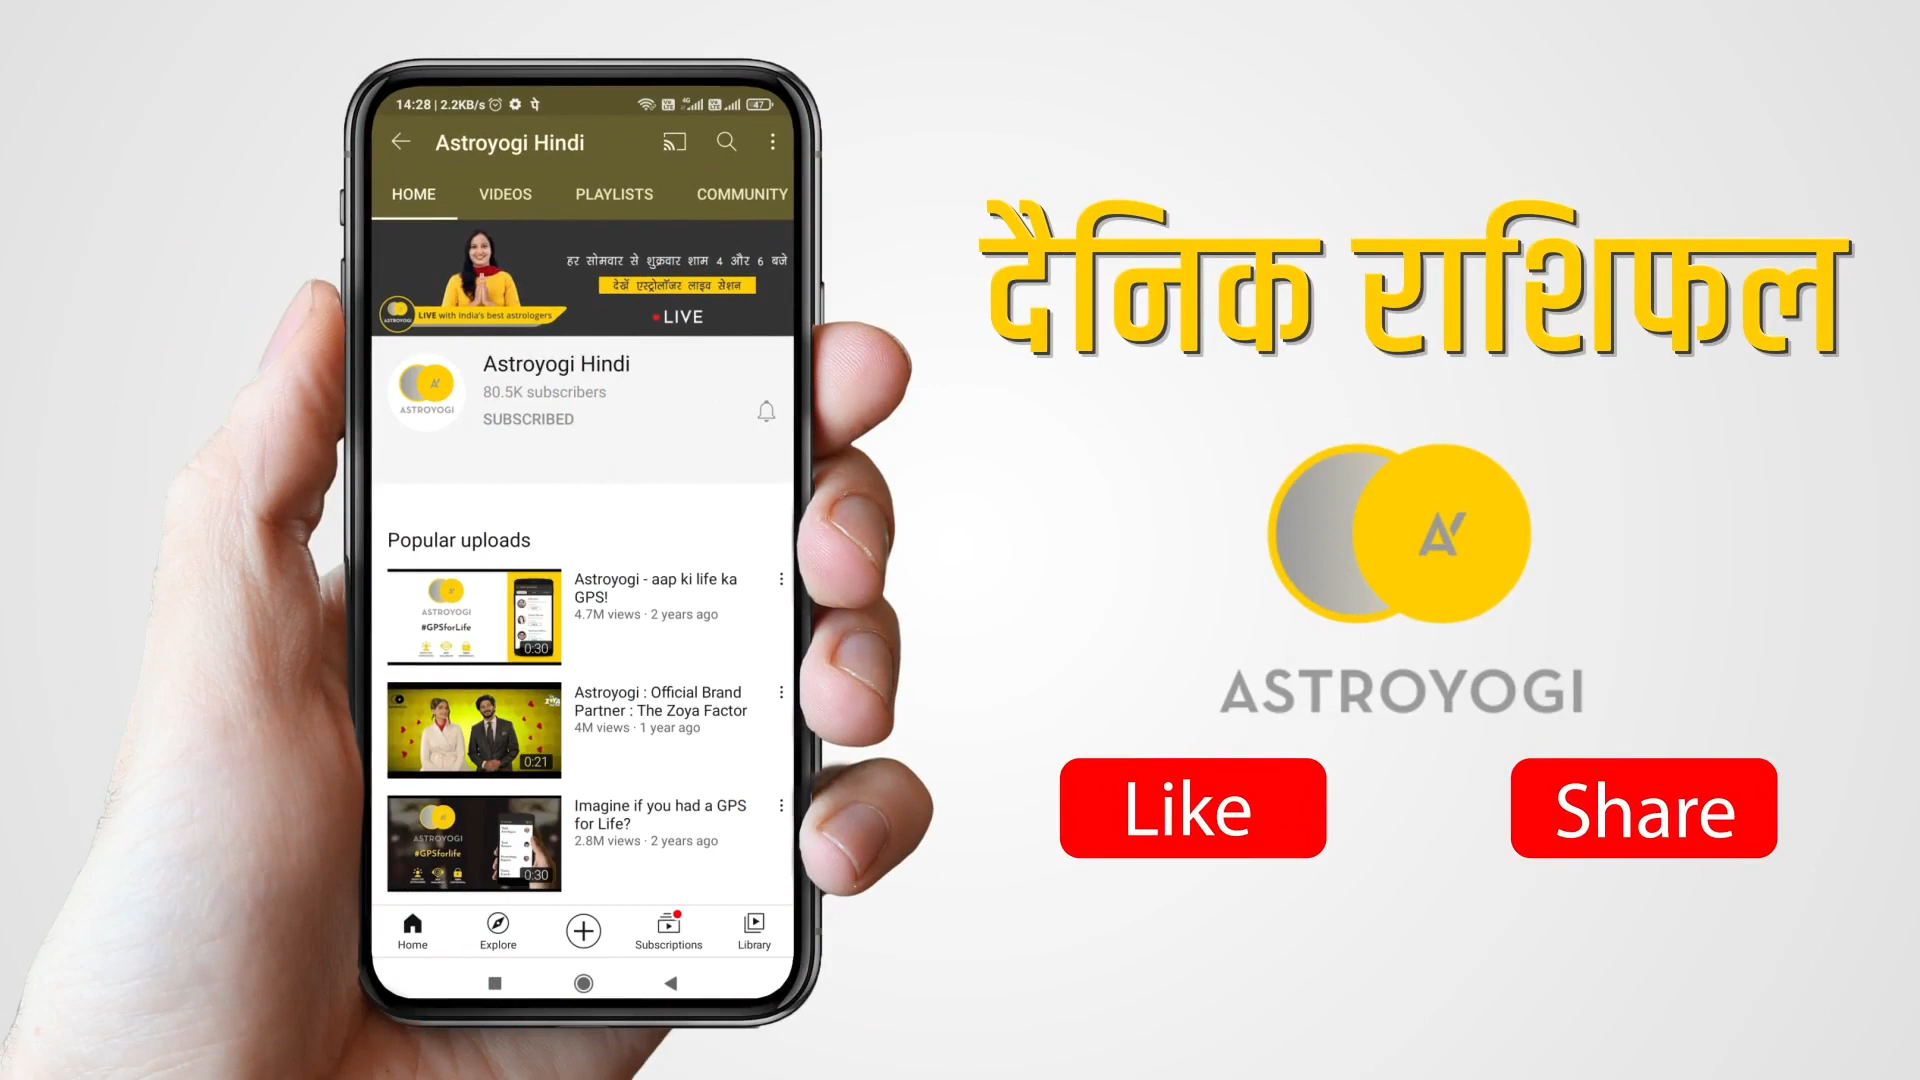 14:28 | 2.2KB/s पे 4G 47
Astroyogi Hindi
HOME VIDEOS PLAYLISTS COMMUNITY
हर सोमवार से शुक्रवार शाम 4 और 6 बजे
देखें एस्ट्रोलॉजर लाइव सेशन
ASTROYOGI LIVE with India's best astrologers
LIVE
Astroyogi Hindi
80.5K subscribers
SUBSCRIBED
A
ASTROYOGI
Popular uploads
Astroyogi - aap ki life ka
GPS!
4.7M views · 2 years ago
ASTROYOGI
#GPSforLife
0:30
Astroyogi : Official Brand
Partner : The Zoya Factor
4M views · 1 year ago
ZOYA
0:21
Imagine if you had a GPS
for Life?
2.8M views · 2 years ago
ASTROYOGI
#GPSforlife
0:30
Home Explore Subscriptions Library
दैनिक राशिफल
A
ASTROYOGI
Like Share